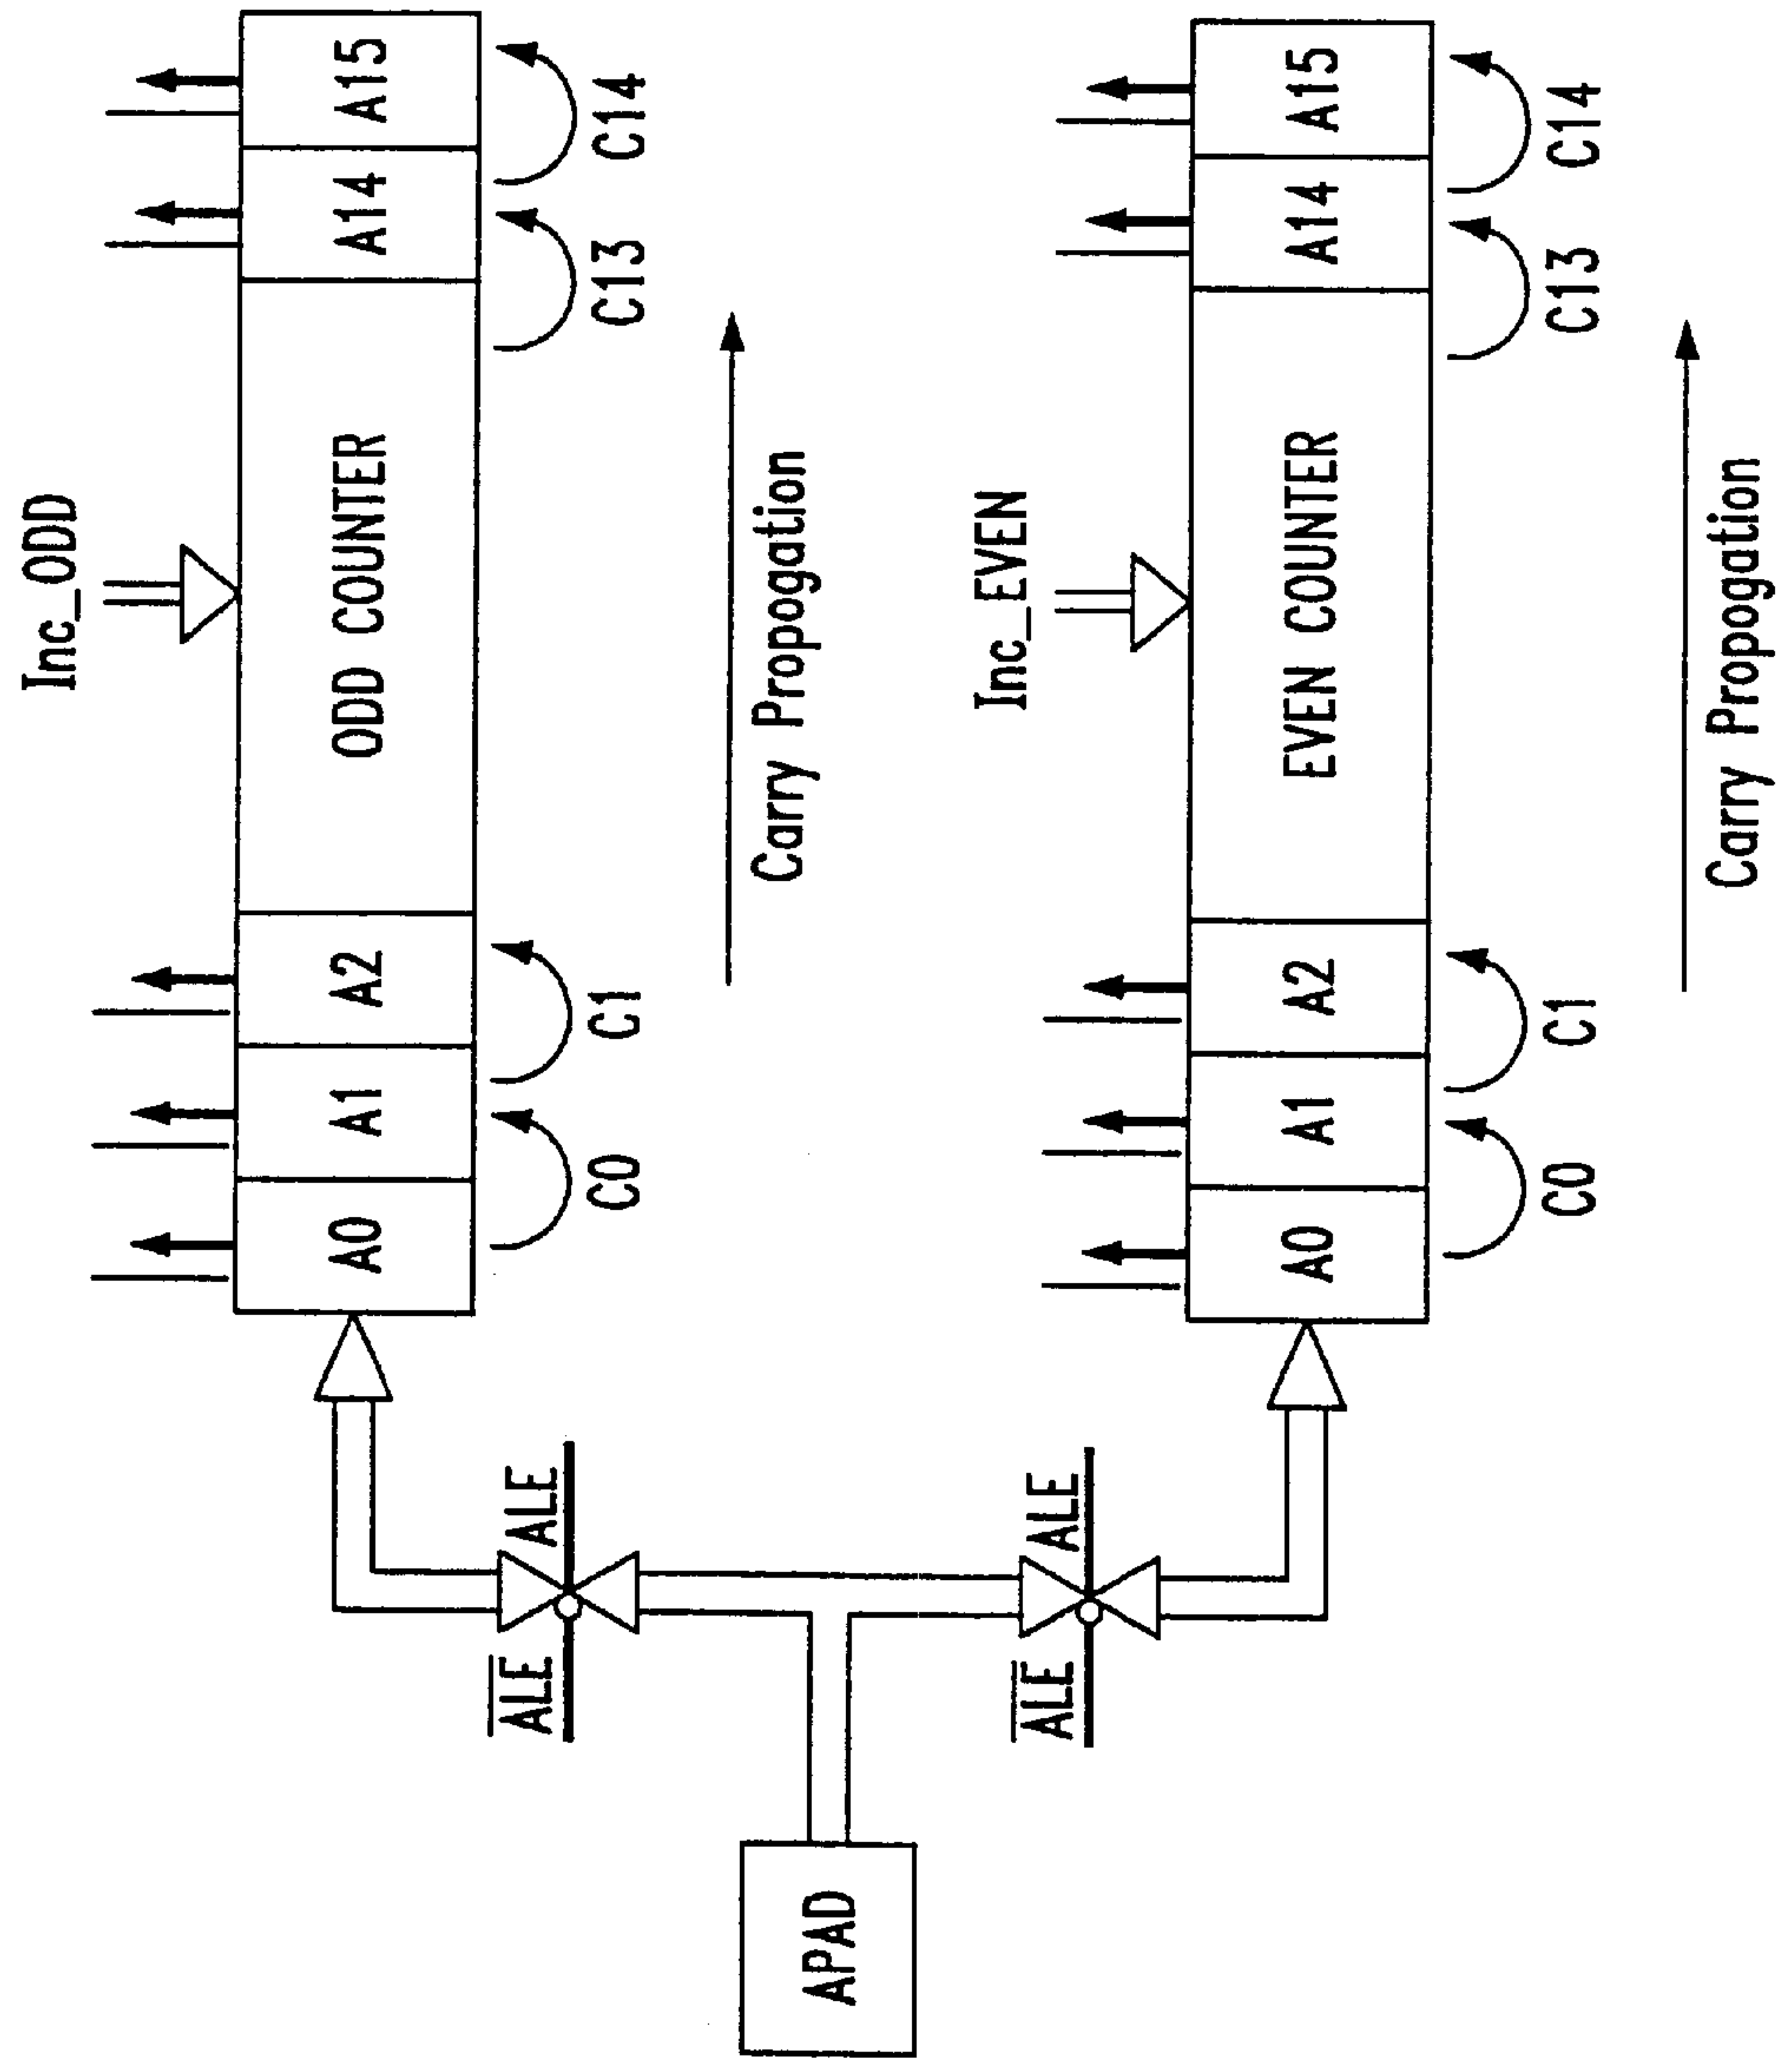 Inc_ODD
A0
A1
A2
ODD COUNTER
A14
A15
C0
C1
C13
C14
Carry Propogation
ALE
ALE
APAD
ALE
ALE
Inc_EVEN
A0
A1
A2
EVEN COUNTER
A14
A15
C0
C1
C13
C14
Carry Propogation